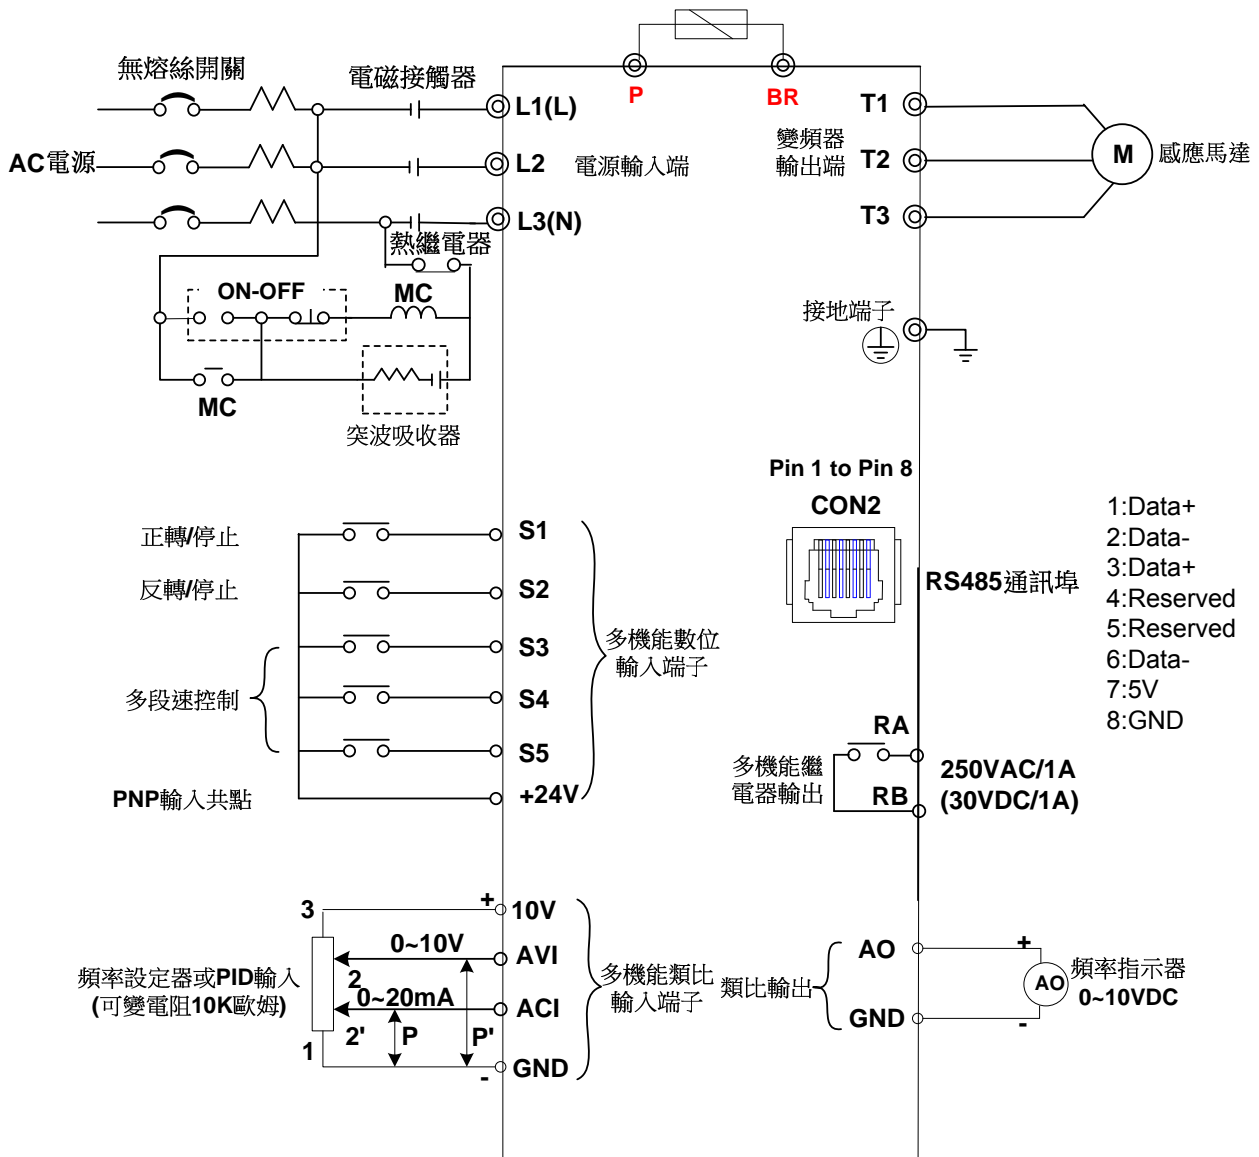 無熔絲開關
電磁接觸器
P
BR
L1(L)
T1
AC電源
L2
電源輸入端
變頻器
輸出端
T2
M
感應馬達
L3(N)
T3
熱繼電器
ON-OFF
MC
接地端子
MC
突波吸收器
Pin 1 to Pin 8
CON2
RS485通訊埠
1:Data+
2:Data-
3:Data+
4:Reserved
5:Reserved
6:Data-
7:5V
8:GND
正轉/停止
S1
反轉/停止
S2
S3
多段速控制
S4
S5
PNP輸入共點
+24V
多機能數位
輸入端子
RA
多機能繼
電器輸出
RB
250VAC/1A
(30VDC/1A)
3
+
10V
0~10V
AVI
2
頻率設定器或PID輸入
(可變電阻10K歐姆)
0~20mA
ACI
2'
P
P'
1
-
GND
多機能類比
輸入端子
類比輸出
AO
GND
+
AO
-
頻率指示器
0~10VDC